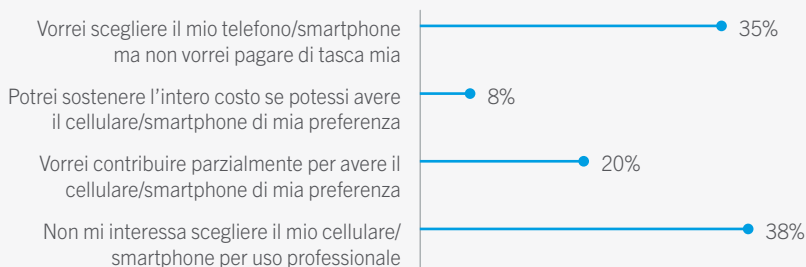 Vorrei scegliere il mio telefono/smartphone
ma non vorrei pagare di tasca mia
35%
Potrei sostenere l'intero costo se potessi avere
il cellulare/smartphone di mia preferenza
8%
Vorrei contribuire parzialmente per avere il
cellulare/smartphone di mia preferenza
20%
Non mi interessa scegliere il mio cellulare/
smartphone per uso professionale
38%